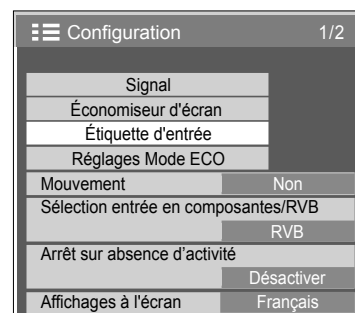 Configuration 1/2
Signal
Économiseur d'écran
Étiquette d'entrée
Réglages Mode ECO
Mouvement Non
Sélection entrée en composantes/RVB
RVB
Arrêt sur absence d’activité
Désactiver
Affichages à l'écran Français